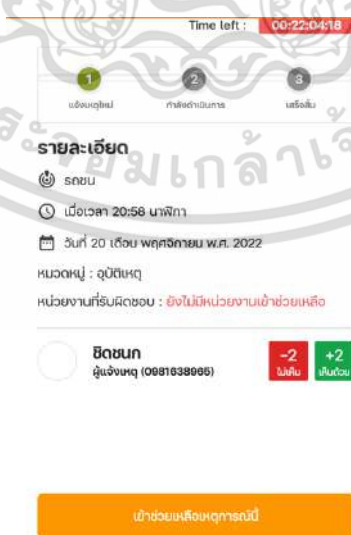 Time left : 00:22:04:18
1 2 3
แจ้งเหตุใหม่ กำลังดำเนินการ เสร็จสิ้น
รายละเอียด
รถชน
เมื่อเวลา 20:58 นาฬิกา
วันที่ 20 เดือน พฤศจิกายน พ.ศ. 2022
หมวดหมู่ : อุบัติเหตุ
หน่วยงานที่รับผิดชอบ : ยังไม่มีหน่วยงานเข้าช่วยเหลือ
ชิดชนก
ผู้แจ้งเหตุ (0981638965)
-2 +2
ไม่เห็น เห็นด้วย
เข้าช่วยเหลือเหตุการณ์นี้